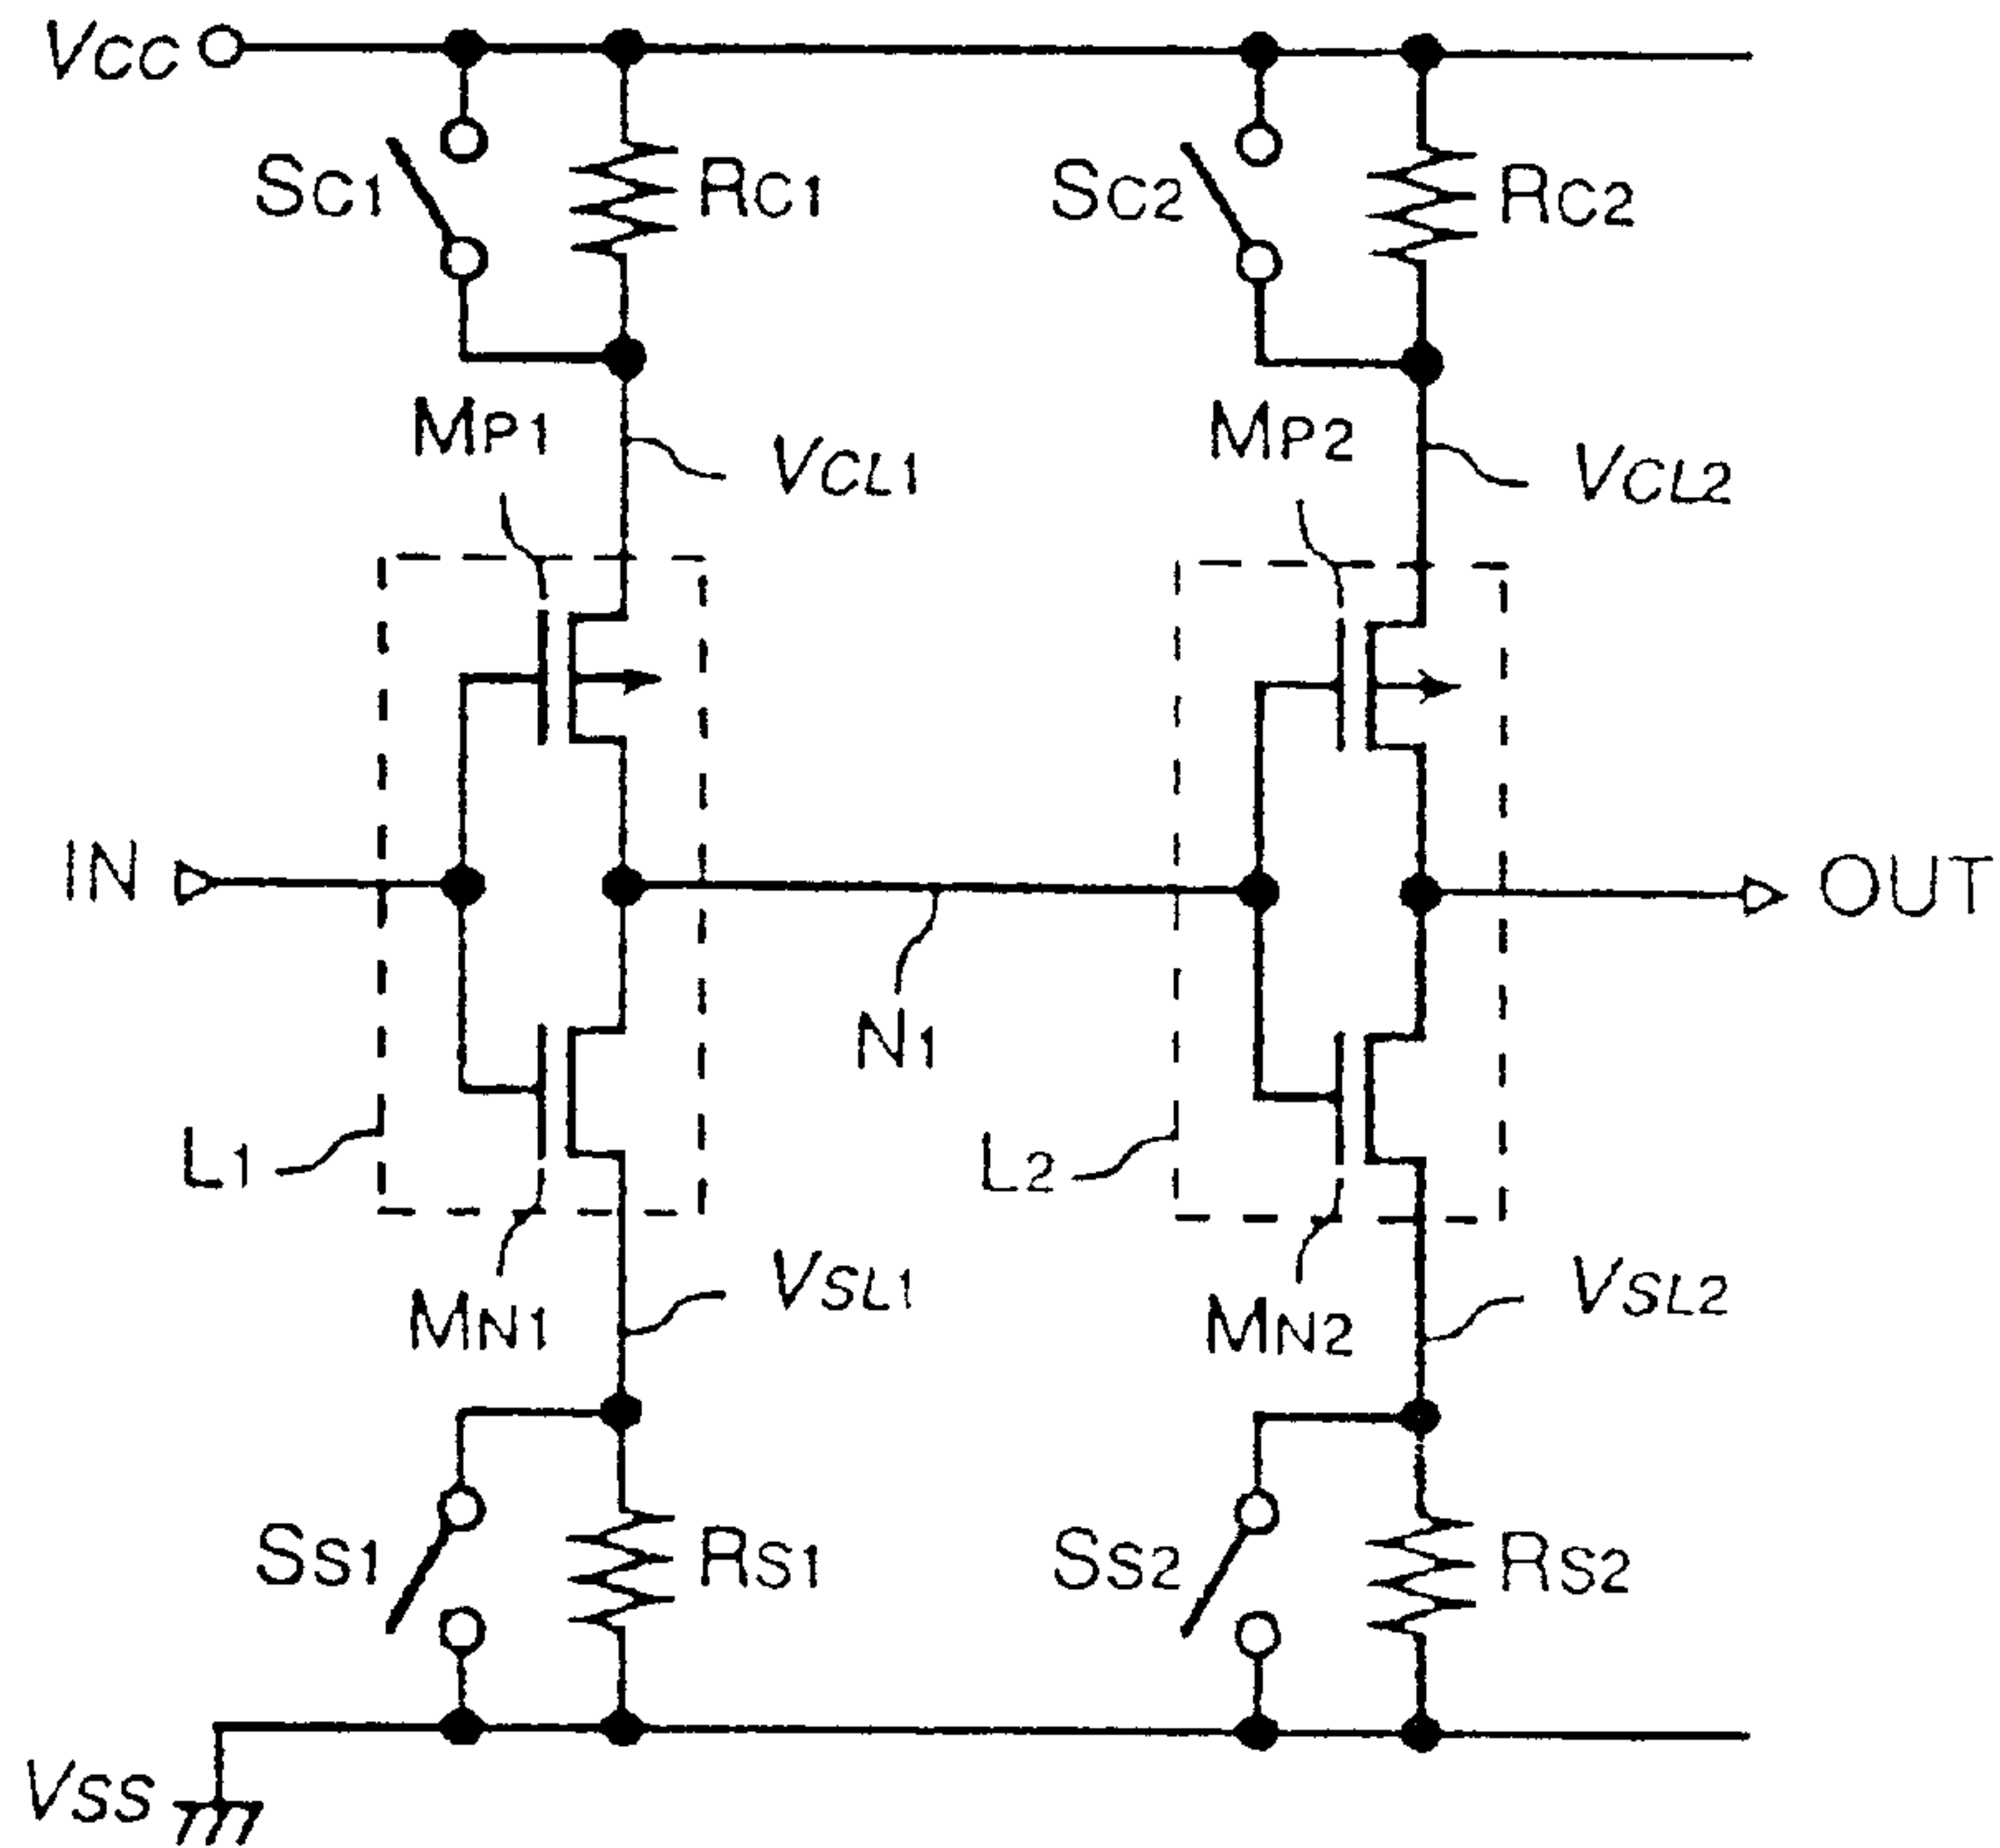 VCC
SC1
RC1
SC2
RC2
MP1
VCL1
MP2
VCL2
IN
OUT
N1
L1
L2
MN1
VSL1
MN2
VSL2
SS1
RS1
SS2
RS2
VSS